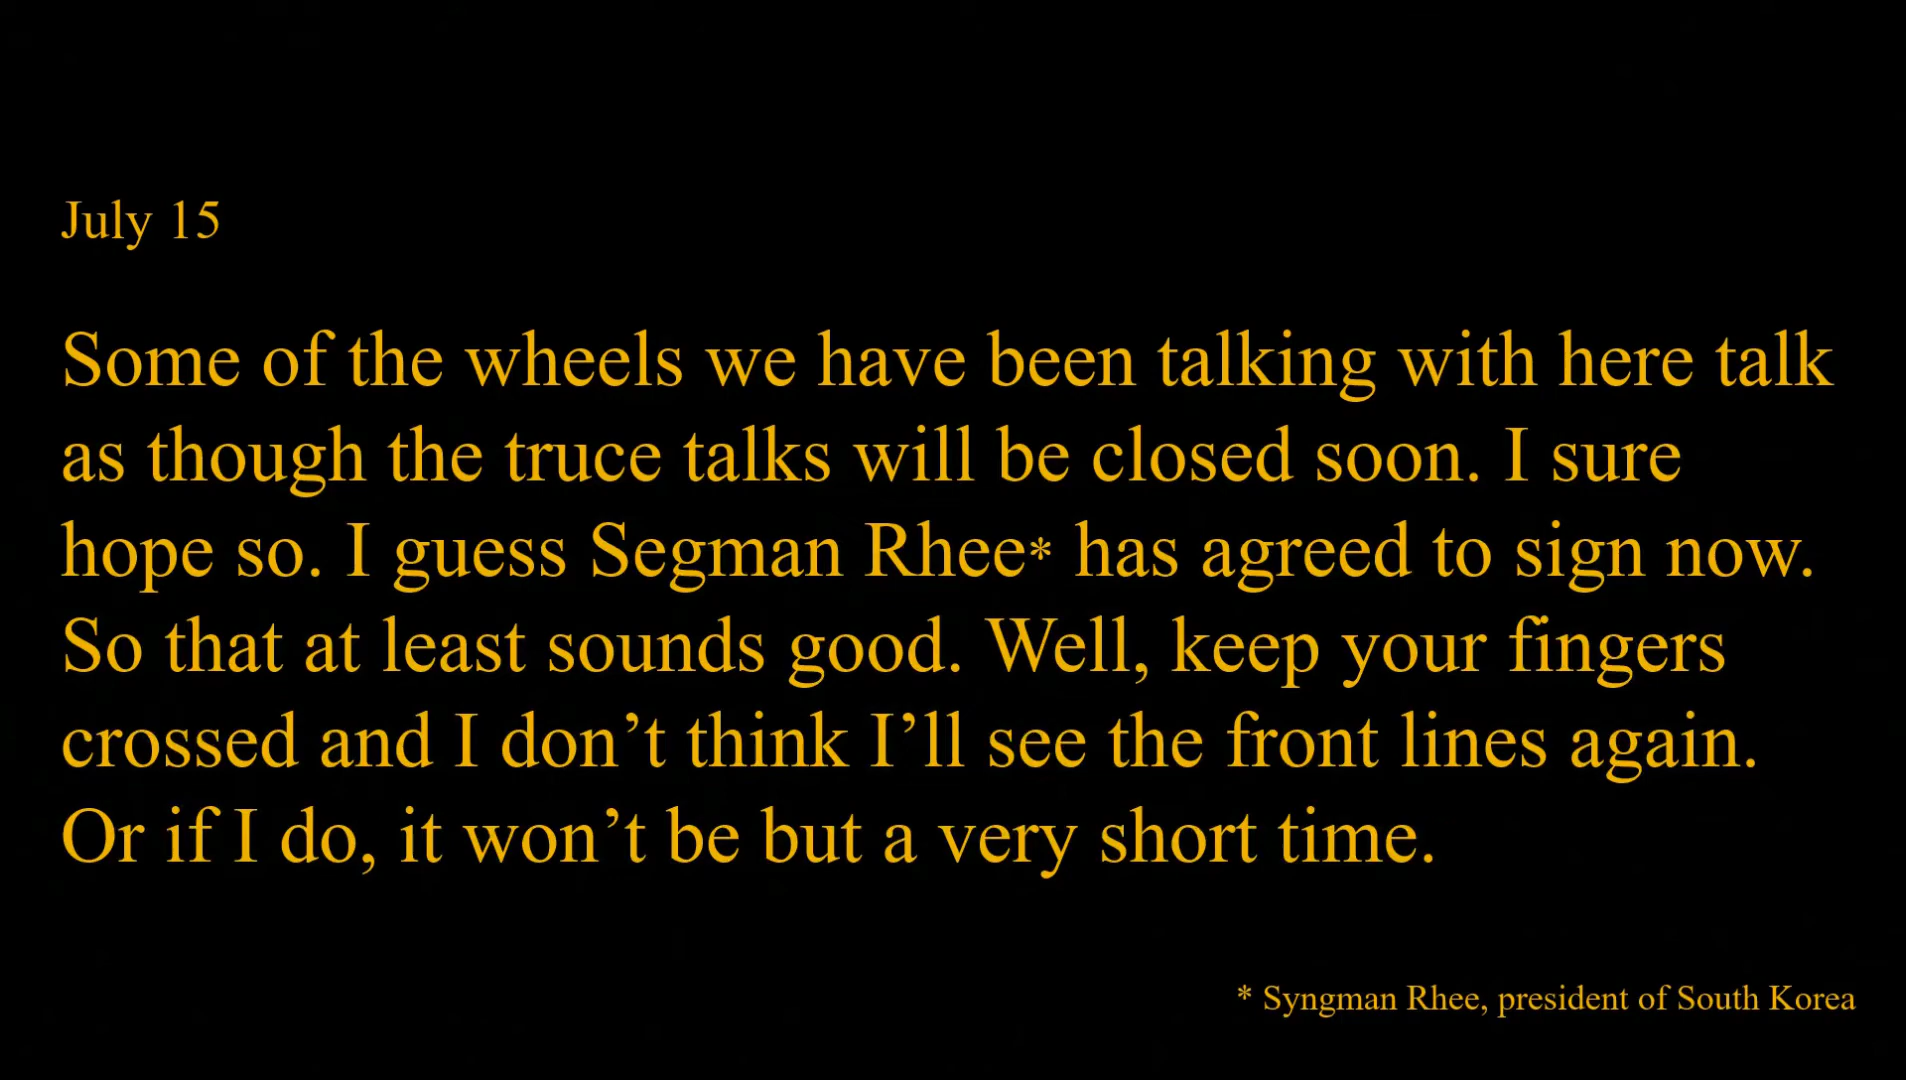 July 15
Some of the wheels we have been talking with here talk
as though the truce talks will be closed soon. I sure
hope so. I guess Segman Rhee* has agreed to sign now.
So that at least sounds good. Well, keep your fingers
crossed and I don’t think I’ll see the front lines again.
Or if I do, it won’t be but a very short time.
* Syngman Rhee, president of South Korea